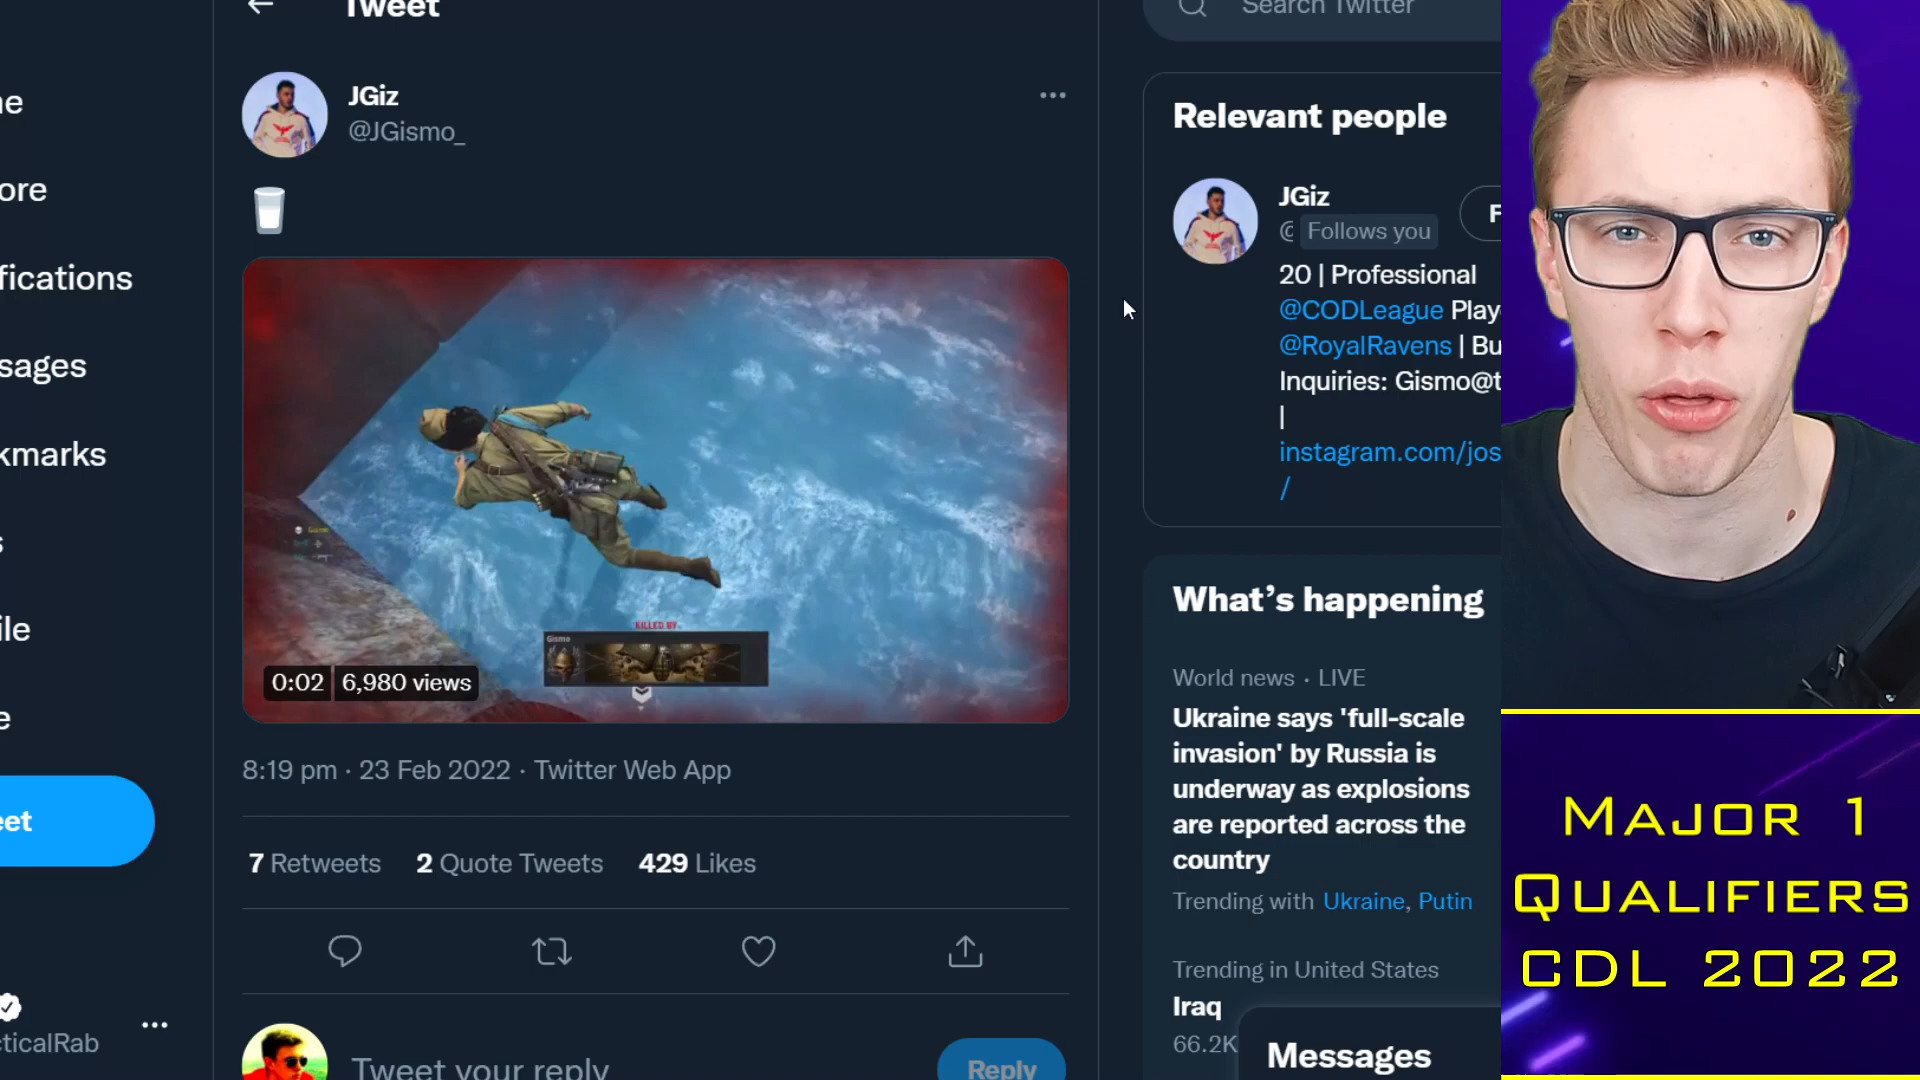 Tweet
Search Twitter
JGiz
@JGismo_
KILLED BY
Gismo
0:02
6,980 views
8:19 pm · 23 Feb 2022 · Twitter Web App
7 Retweets 2 Quote Tweets 429 Likes
Tweet your reply
Reply
ne
ore
fications
sages
kmarks
s
ile
e
eet
cticalRab
Relevant people
JGiz
@ Follows you
F
20 | Professional
@CODLeague Play
@RoyalRavens | Bu
Inquiries: Gismo@t
|
instagram.com/jos
/
What's happening
World news · LIVE
Ukraine says 'full-scale
invasion' by Russia is
underway as explosions
are reported across the
country
Trending with Ukraine, Putin
Trending in United States
Iraq
66.2K
Messages
MAJOR 1
QUALIFIERS
CDL 2022